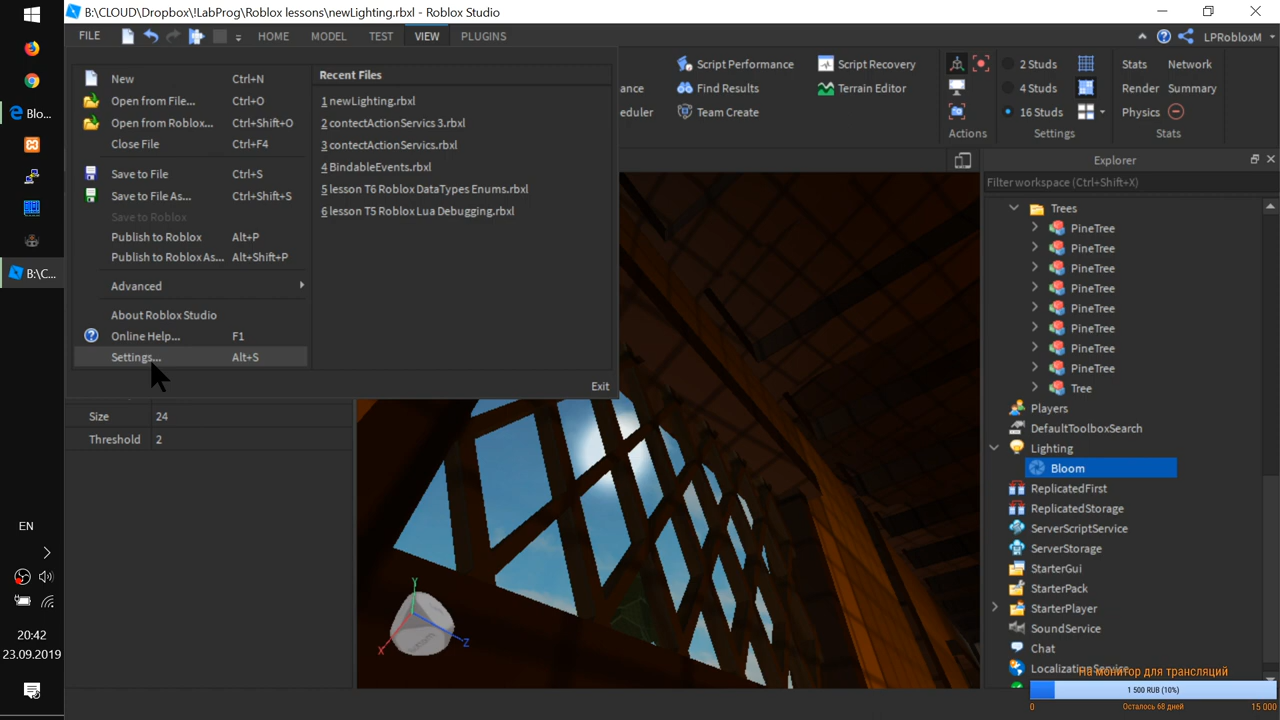 B:\CLOUD\Dropbox\!LabProg\Roblox lessons\newLighting.rbxl - Roblox Studio
FILE
HOME
MODEL
TEST
VIEW
PLUGINS
LPRobloxM
New Ctrl+N
Open from File... Ctrl+O
Open from Roblox... Ctrl+Shift+O
Close File Ctrl+F4
Save to File Ctrl+S
Save to File As... Ctrl+Shift+S
Save to Roblox
Publish to Roblox Alt+P
Publish to Roblox As... Alt+Shift+P
Advanced
About Roblox Studio
Online Help... F1
Settings... Alt+S
Exit
Recent Files
1 newLighting.rbxl
2 contectActionServics 3.rbxl
3 contectActionServics.rbxl
4 BindableEvents.rbxl
5 lesson T6 Roblox DataTypes Enums.rbxl
6 lesson T5 Roblox Lua Debugging.rbxl
ance
eduler
Script Performance
Find Results
Team Create
Script Recovery
Terrain Editor
Actions
2 Studs
4 Studs
16 Studs
Settings
Stats Network
Render Summary
Physics
Stats
Size 24
Threshold 2
Explorer
Filter workspace (Ctrl+Shift+X)
Trees
PineTree
PineTree
PineTree
PineTree
PineTree
PineTree
PineTree
PineTree
Tree
Players
DefaultToolboxSearch
Lighting
Bloom
ReplicatedFirst
ReplicatedStorage
ServerScriptService
ServerStorage
StarterGui
StarterPack
StarterPlayer
SoundService
Chat
LocalizationService
На монитор для трансляций
1 500 RUB (10%)
0 Осталось 68 дней 15 000
Y
X
Z
Blo...
B:\C...
EN
20:42
23.09.2019